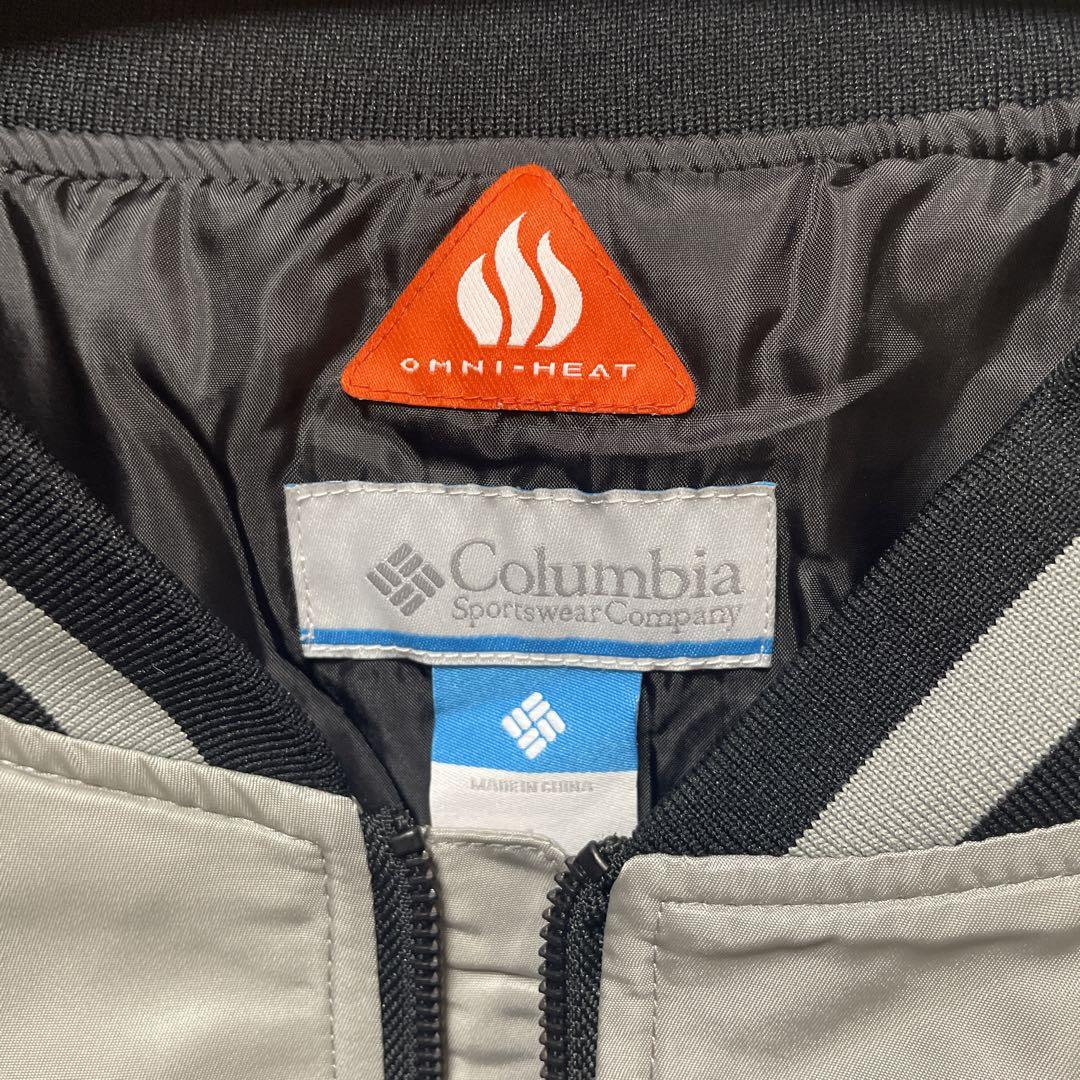 OMNI-HEAT
Columbia
Sportswear Company
MADE IN CHINA